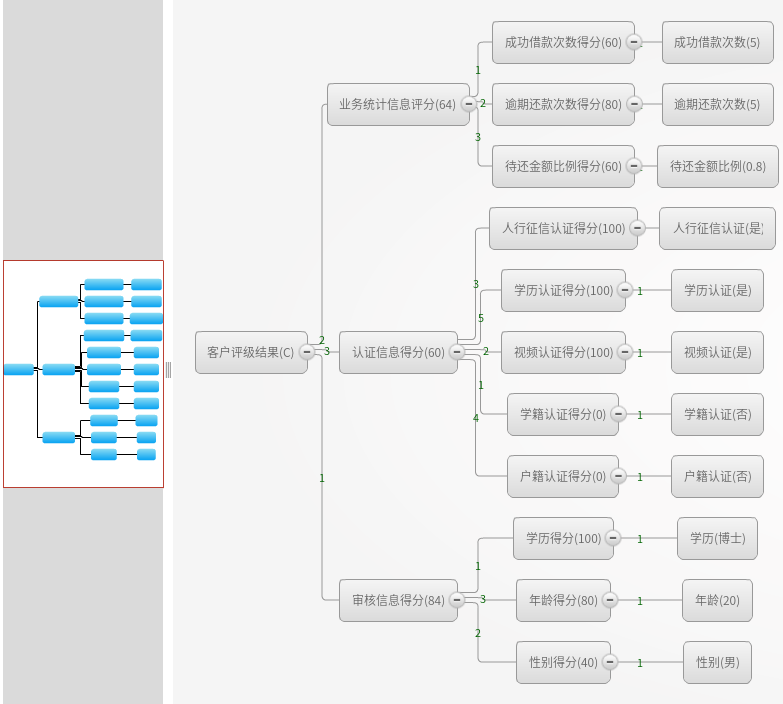 成功借款次数得分(60)
成功借款次数(5)
1
业务统计信息评分(64)
2
逾期还款次数得分(80)
逾期还款次数(5)
3
待还金额比例得分(60)
待还金额比例(0.8)
人行征信认证得分(100)
人行征信认证(是)
3
学历认证得分(100)
1
学历认证(是)
5
客户评级结果(C)
2
3
认证信息得分(60)
2
视频认证得分(100)
1
视频认证(是)
1
4
学籍认证得分(0)
1
学籍认证(否)
户籍认证得分(0)
1
户籍认证(否)
1
学历得分(100)
1
学历(博士)
1
审核信息得分(84)
3
年龄得分(80)
1
年龄(20)
2
性别得分(40)
1
性别(男)